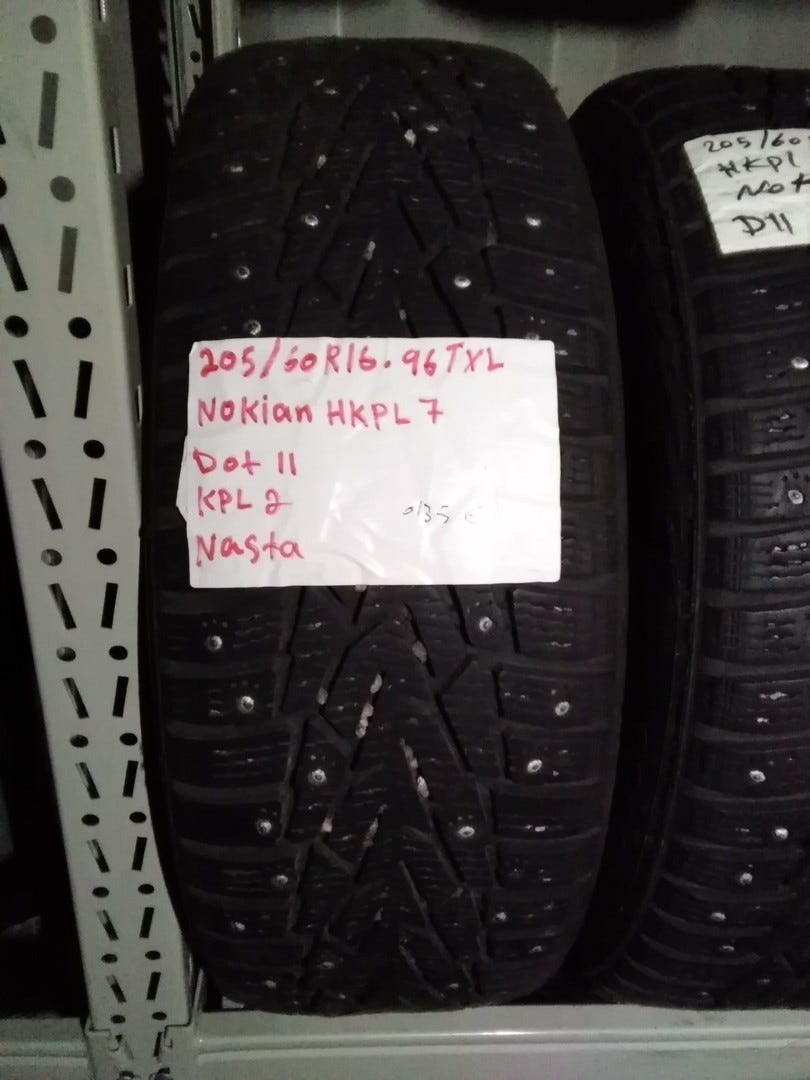 205/60R16.96TXL
Nokian HKPL 7
Dot 11
KPL 2
Nasta
205/60
HKPL
NoK
D11